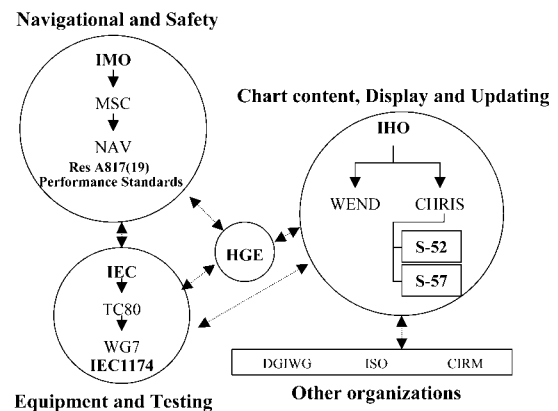 Navigational and Safety
IMO
MSC
NAV
Res A817(19)
Performance Standards
Chart content, Display and Updating
IHO
WEND CHRIS
S-52
S-57
HGE
IEC
TC80
WG7
IEC1174
Equipment and Testing
DGIWG ISO CIRM
Other organizations